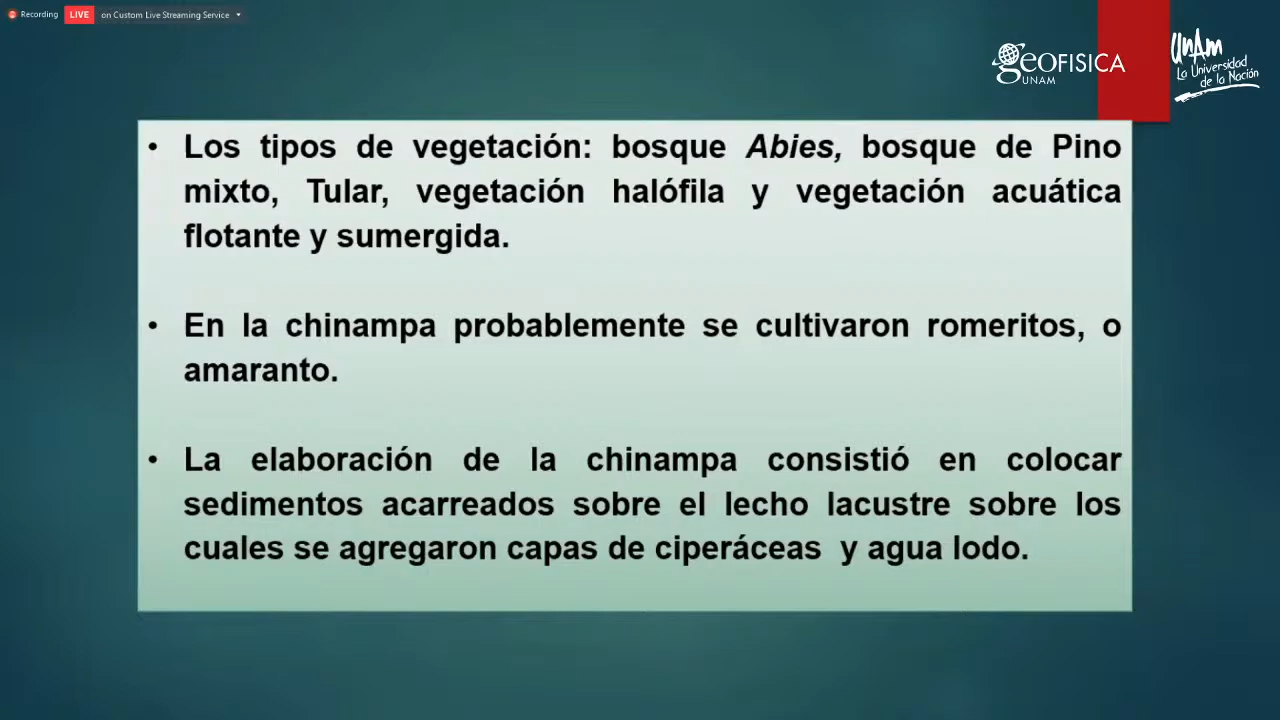 Recording LIVE on Custom Live Streaming Service
GEOFISICA
UNAM
UNAM
La Universidad
de la Nación
• Los tipos de vegetación: bosque Abies, bosque de Pino
mixto, Tular, vegetación halófila y vegetación acuática
flotante y sumergida.
• En la chinampa probablemente se cultivaron romeritos, o
amaranto.
• La elaboración de la chinampa consistió en colocar
sedimentos acarreados sobre el lecho lacustre sobre los
cuales se agregaron capas de ciperáceas y agua lodo.